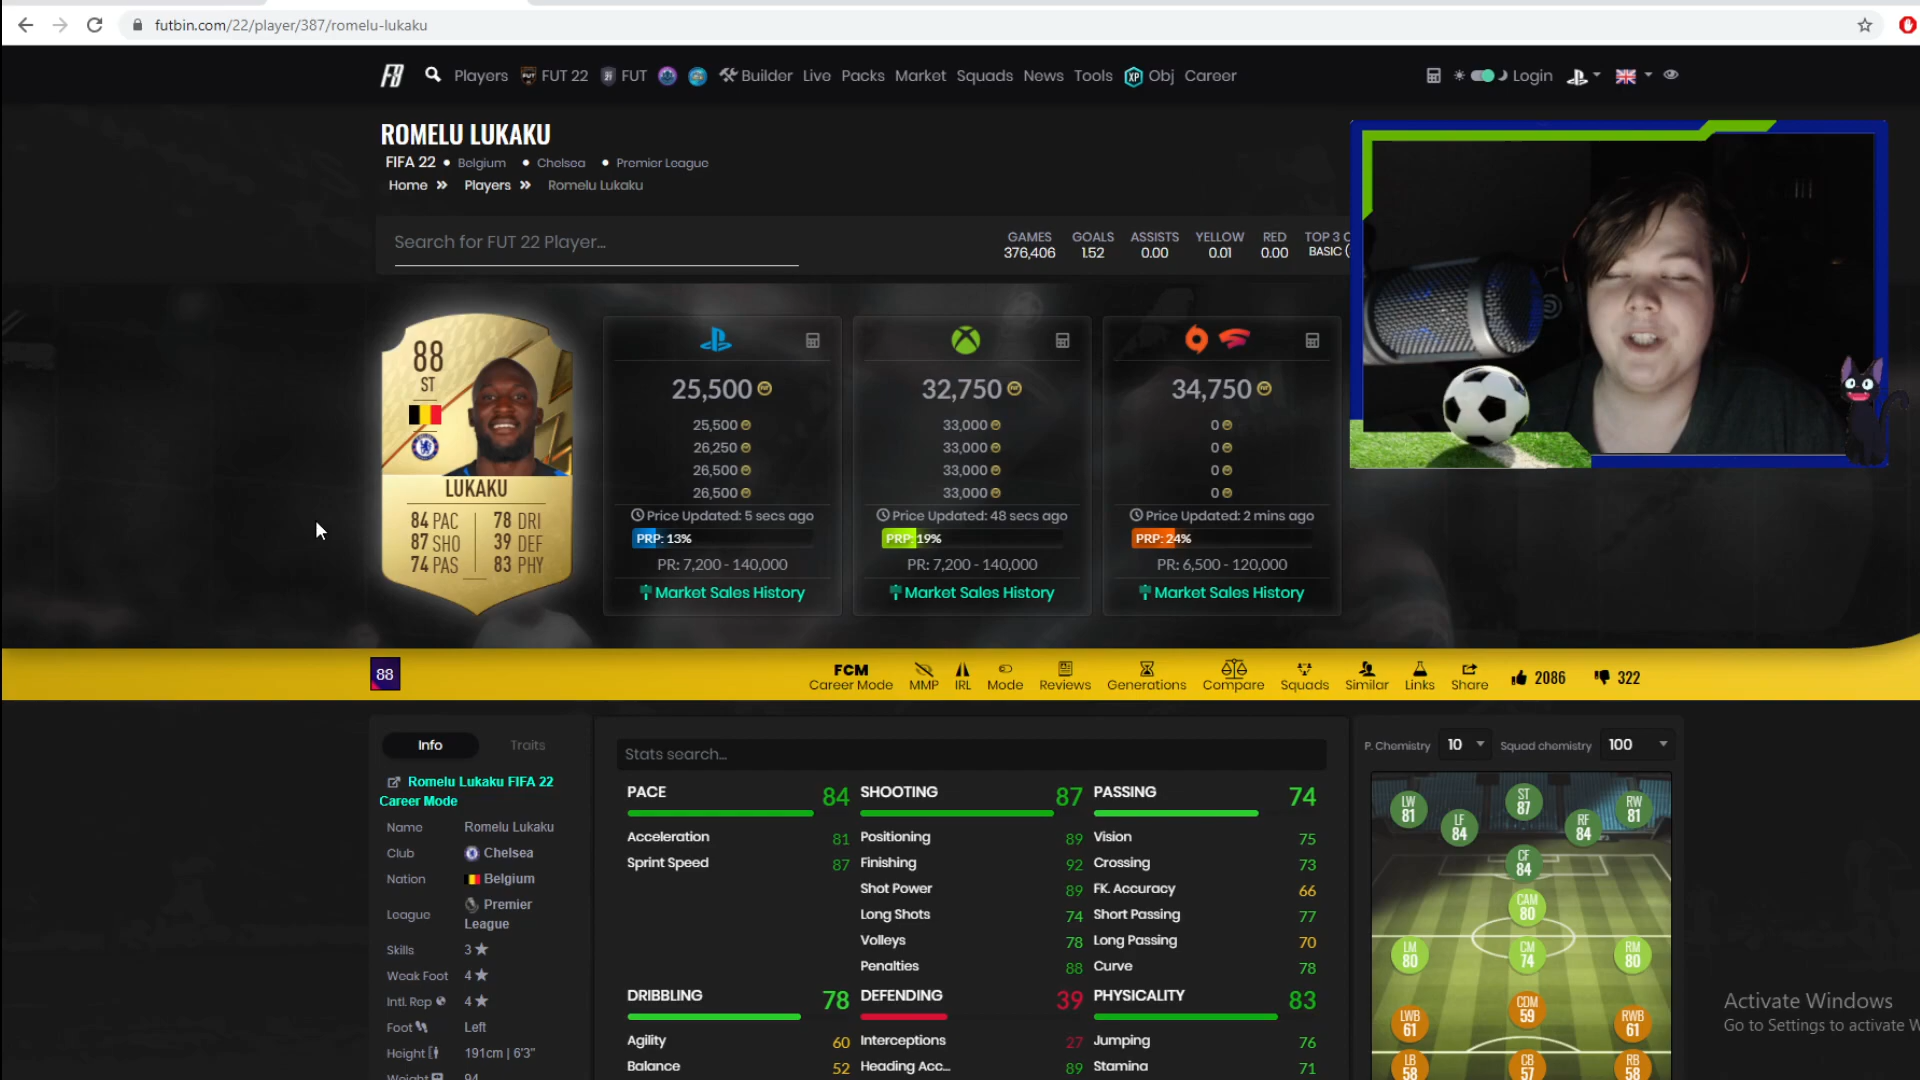 futbin.com/22/player/387/romelu-lukaku
Players FUT 22 FUT Builder Live Packs Market Squads News Tools XP Obj Career Login
ROMELU LUKAKU
FIFA 22 • Belgium • Chelsea • Premier League
Home » Players » Romelu Lukaku
Search for FUT 22 Player...
GAMES GOALS ASSISTS YELLOW RED TOP 3
376,406 1.52 0.00 0.01 0.00 BASIC
88
ST
LUKAKU
84 PAC 78 DRI
87 SHO 39 DEF
74 PAS 83 PHY
25,500
25,500
26,250
26,500
26,500
Price Updated: 5 secs ago
PRP: 13%
PR: 7,200 - 140,000
Market Sales History
32,750
33,000
33,000
33,000
33,000
Price Updated: 48 secs ago
PRP: 19%
PR: 7,200 - 140,000
Market Sales History
34,750
0
0
0
0
Price Updated: 2 mins ago
PRP: 24%
PR: 6,500 - 120,000
Market Sales History
88
FCM
Career Mode MMP IRL Mode Reviews Generations Compare Squads Similar Links Share 2086 322
Info Traits
Romelu Lukaku FIFA 22
Career Mode
Name Romelu Lukaku
Club Chelsea
Nation Belgium
League Premier
League
Skills 3
Weak Foot 4
Intl. Rep 4
Foot Left
Height 191cm | 6'3"
Weight 94
Stats search...
PACE 84
Acceleration 81
Sprint Speed 87
SHOOTING 87
Positioning 89
Finishing 92
Shot Power 89
Long Shots 74
Volleys 78
Penalties 88
PASSING 74
Vision 75
Crossing 73
FK. Accuracy 66
Short Passing 77
Long Passing 70
Curve 78
DRIBBLING 78
Agility 60
Balance 52
DEFENDING 39
Interceptions 27
Heading Acc... 89
PHYSICALITY 83
Jumping 76
Stamina 71
P. Chemistry 10 Squad chemistry 100
LW
81
ST
87
RW
81
LF
84
RF
84
CF
84
CAM
80
LM
80
CM
74
RM
80
LWB
61
CDM
59
RWB
61
LB
58
CB
57
RB
58
Activate Windows
Go to Settings to activate W